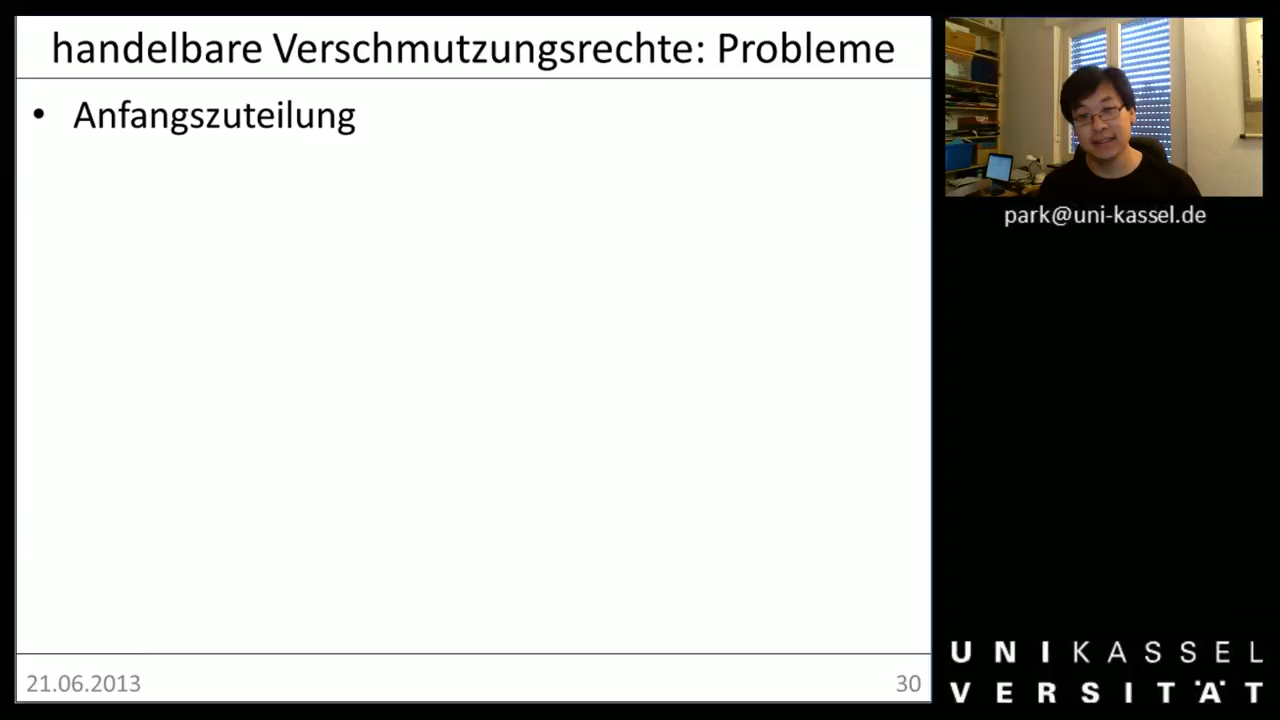 handelbare Verschmutzungsrechte: Probleme
• Anfangszuteilung
park@uni-kassel.de
21.06.2013
30
UNIKASSEL
VERSITÄT